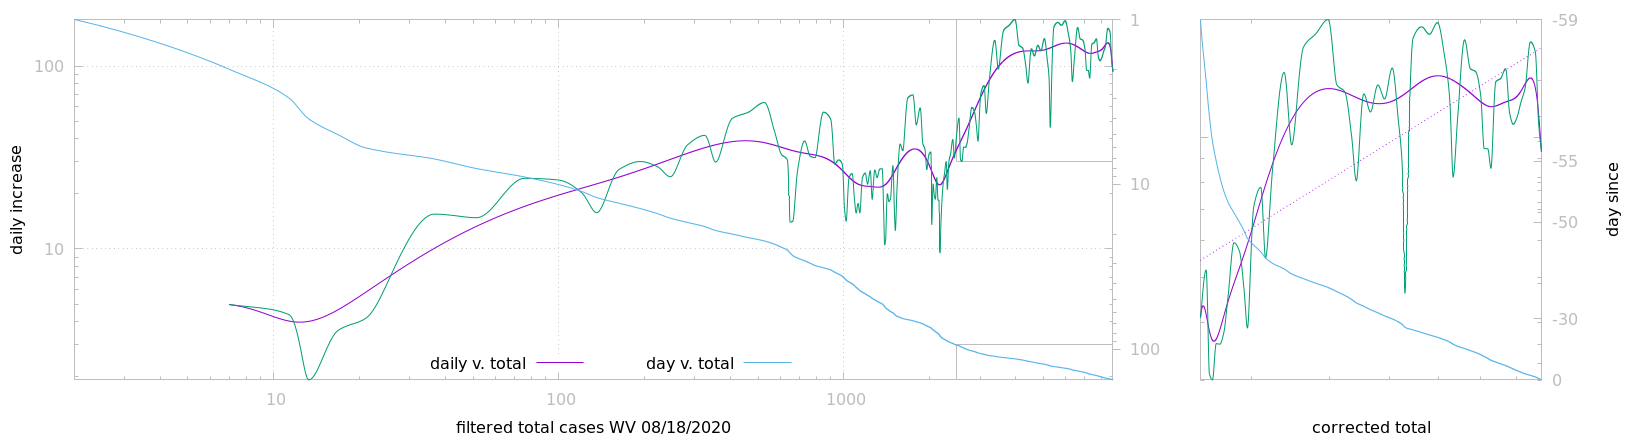 daily increase
100
10
daily v. total
day v. total
10
100
1000
filtered total cases WV 08/18/2020
1
10
100
-59
-55
-50
-30
0
day since
corrected total